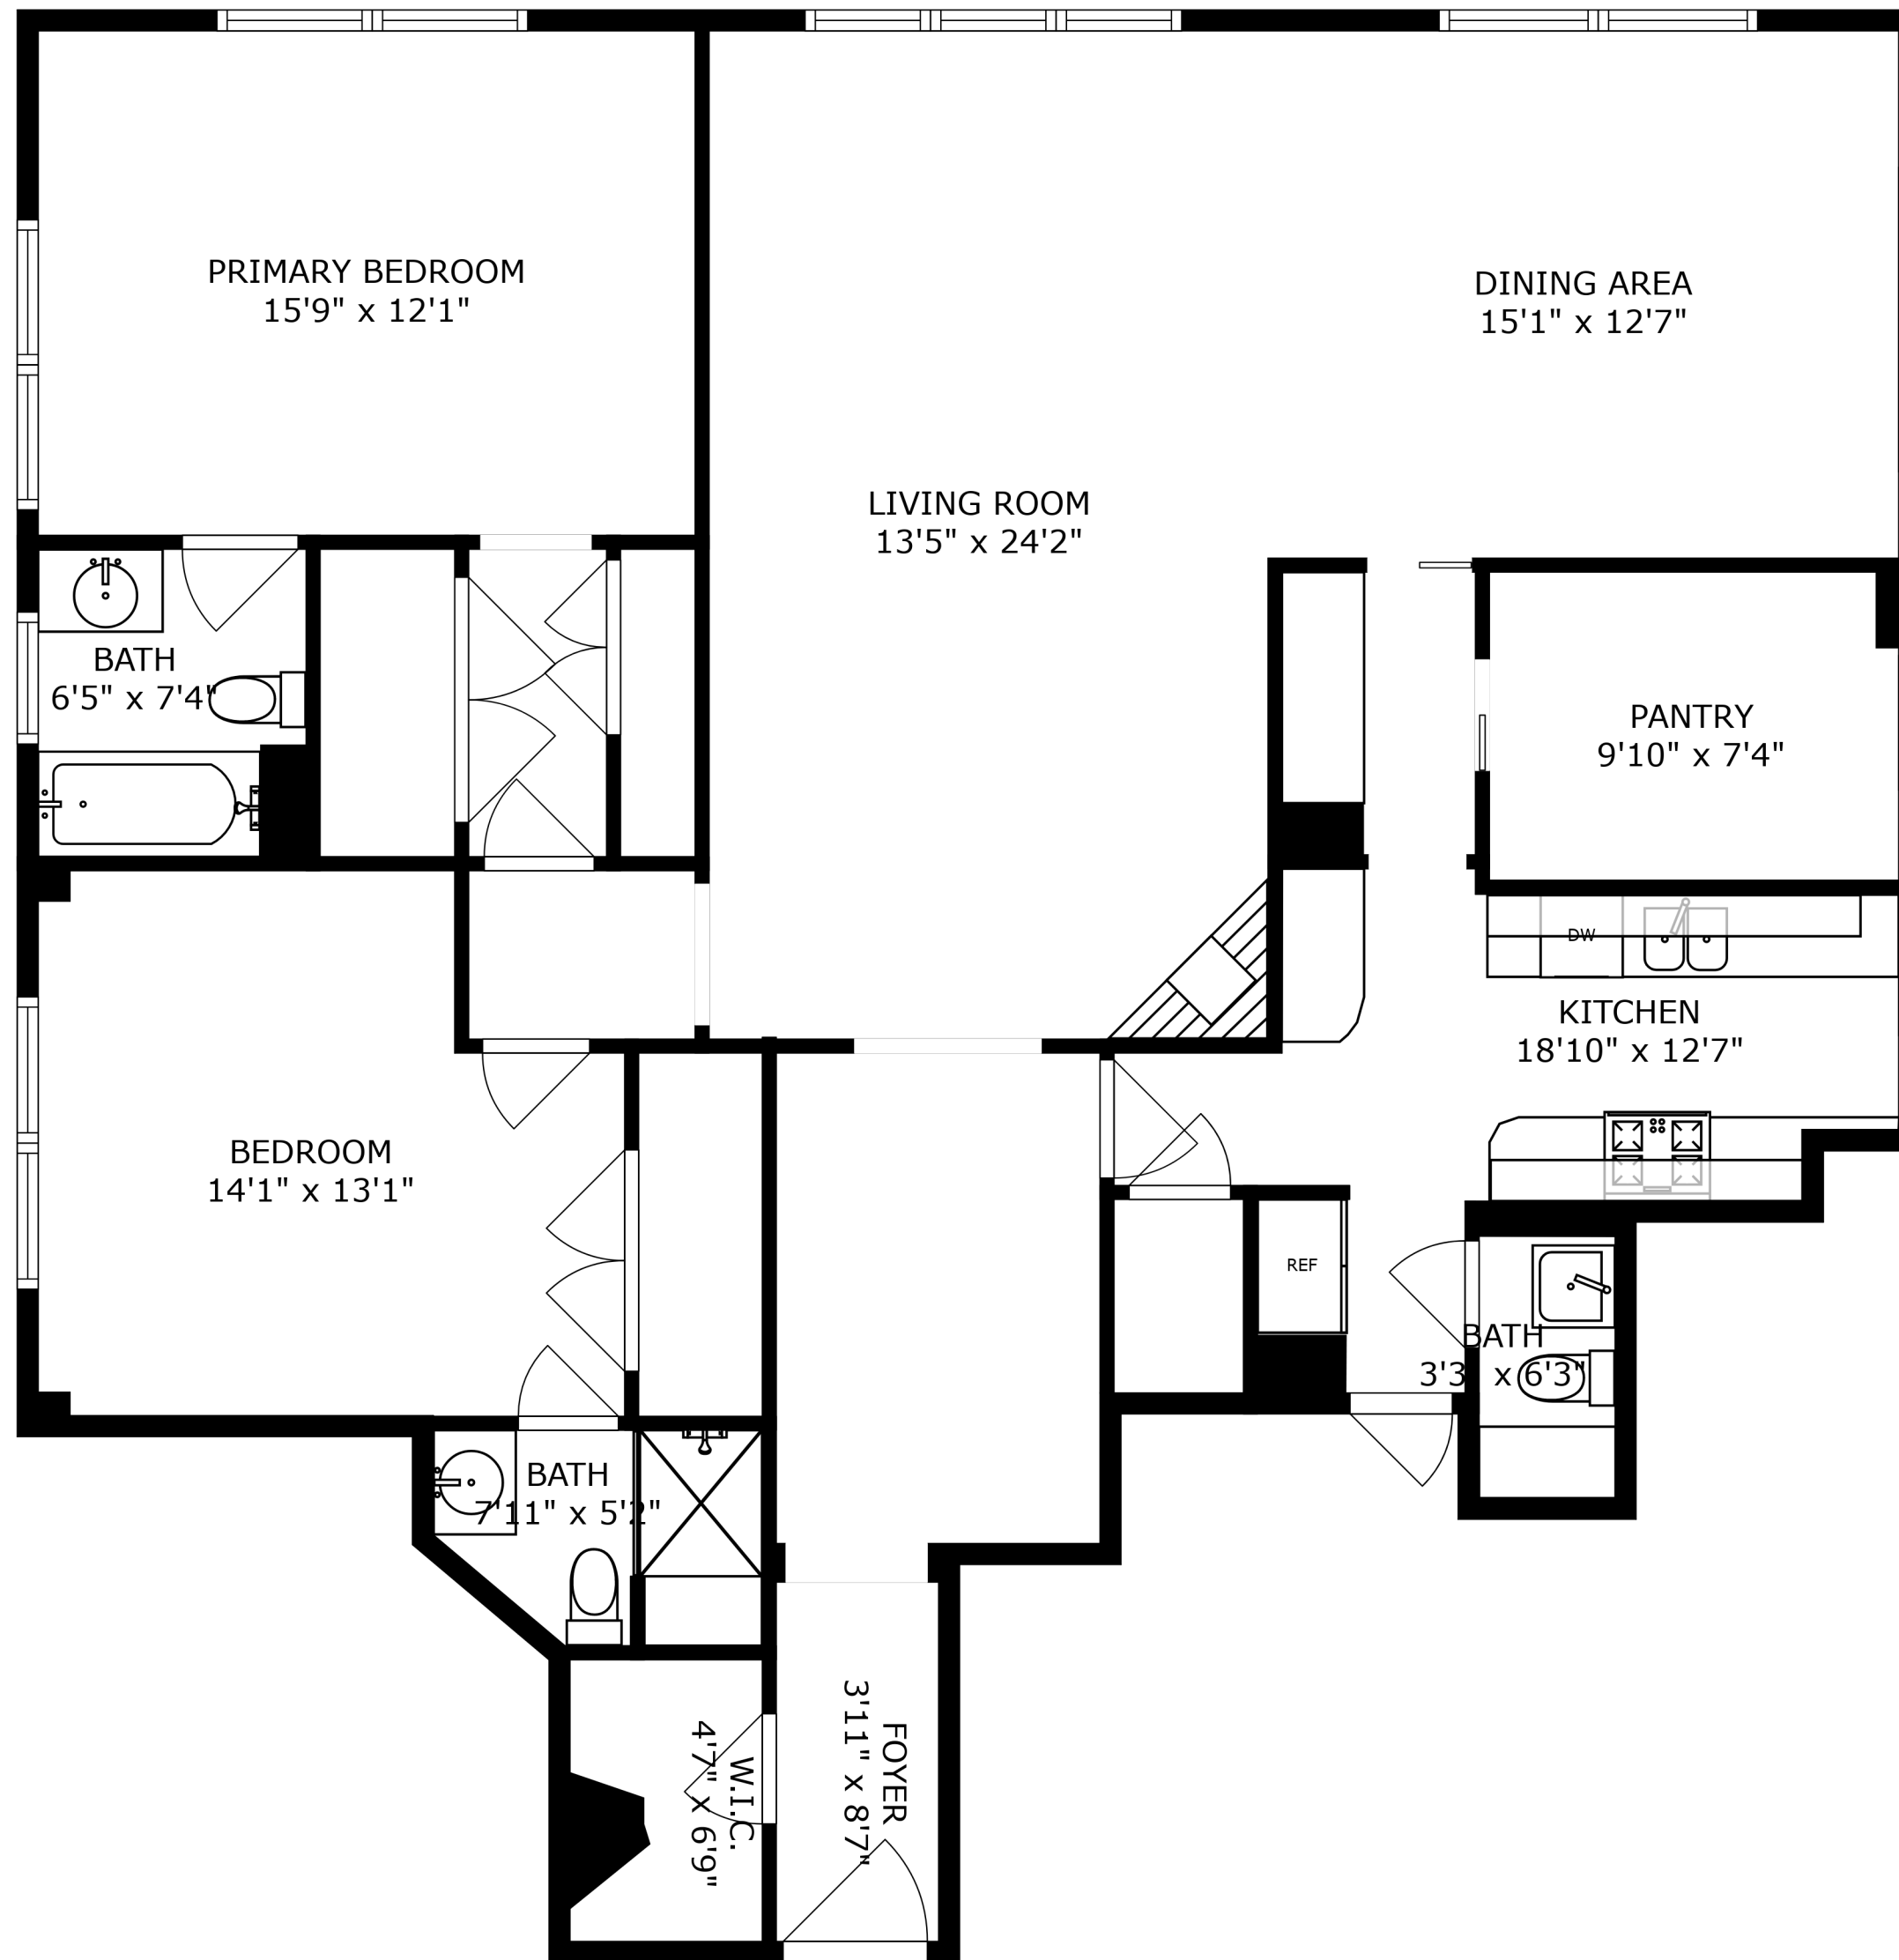 PRIMARY BEDROOM
15'9" x 12'1"
DINING AREA
15'1" x 12'7"
LIVING ROOM
13'5" x 24'2"
BATH
6'5" x 7'4"
PANTRY
9'10" x 7'4"
DW
KITCHEN
18'10" x 12'7"
BEDROOM
14'1" x 13'1"
REF
BATH
3'3" x 6'3"
BATH
7'11" x 5'2"
FOYER
3'11" x 8'7"
W.I.C.
4'7" x 6'9"